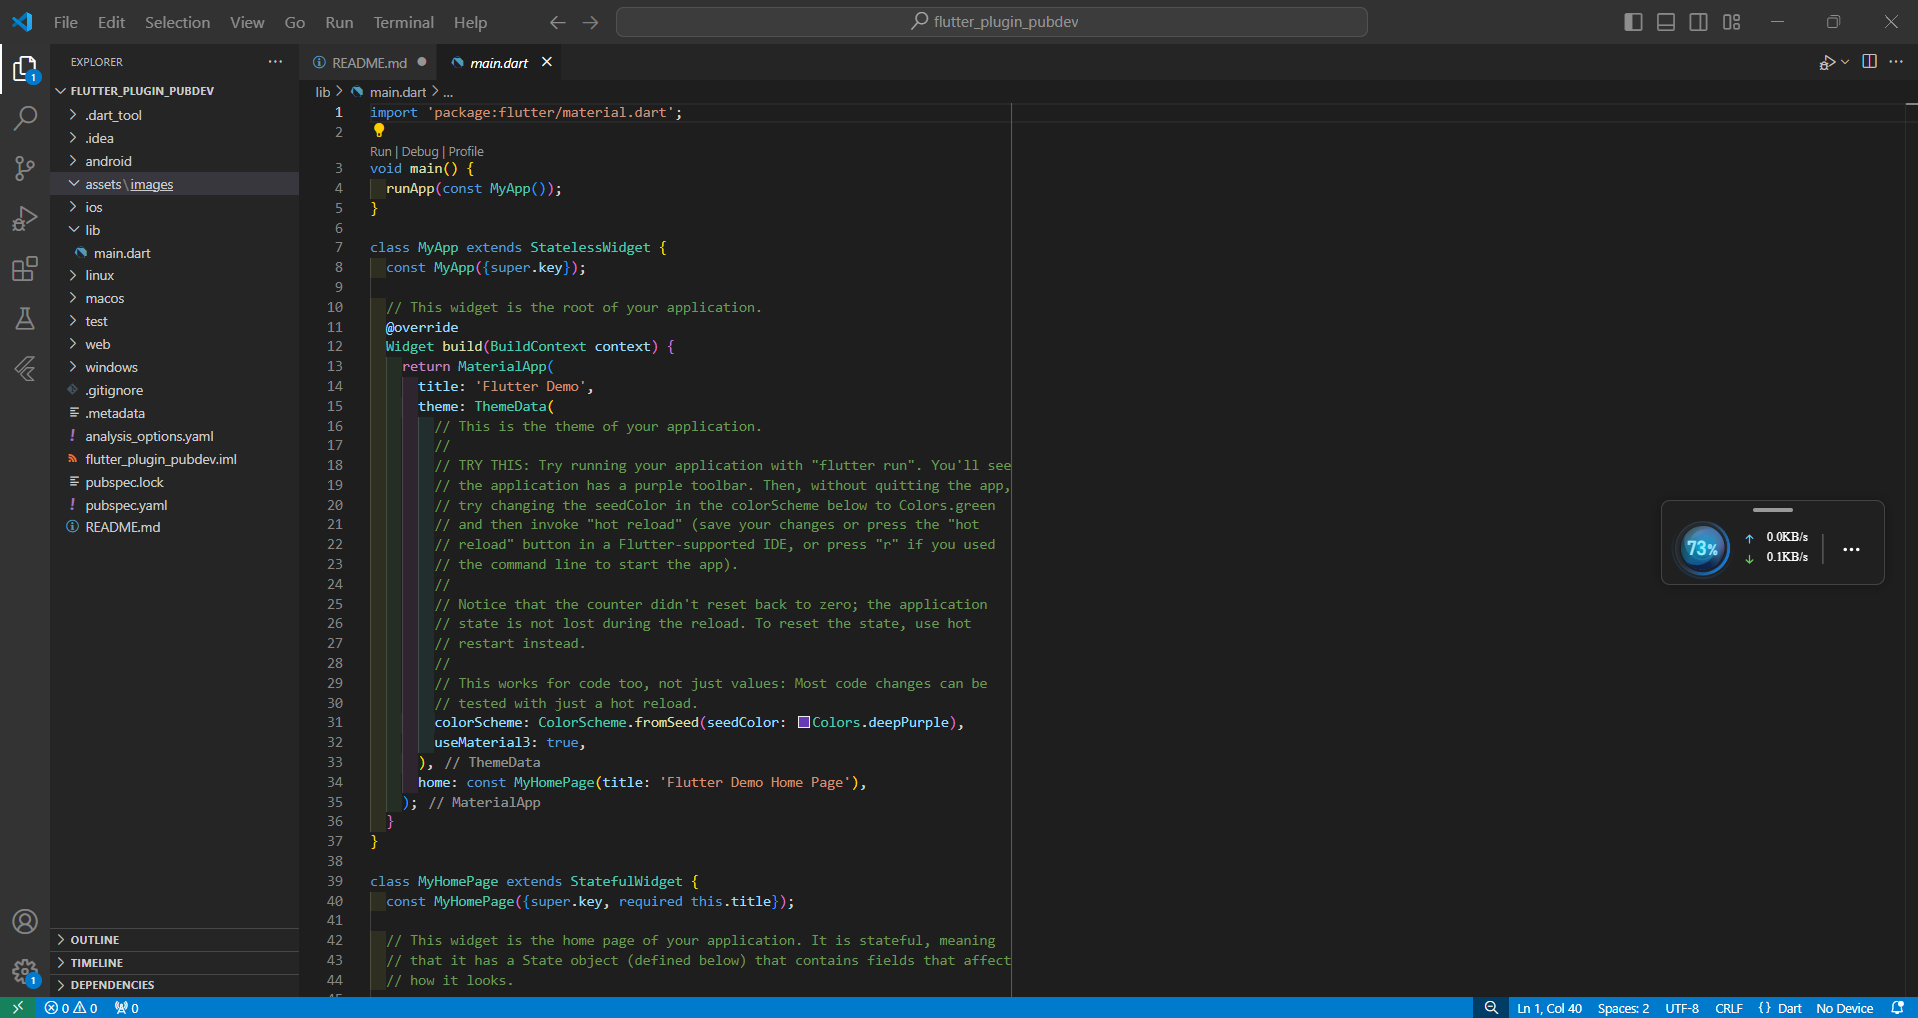 File Edit Selection View Go Run Terminal Help
flutter_plugin_pubdev
EXPLORER
FLUTTER_PLUGIN_PUBDEV
.dart_tool
.idea
android
assets\images
ios
lib
main.dart
linux
macos
test
web
windows
.gitignore
.metadata
analysis_options.yaml
flutter_plugin_pubdev.iml
pubspec.lock
pubspec.yaml
README.md
OUTLINE
TIMELINE
DEPENDENCIES
1
1
README.md
main.dart
lib > main.dart > ...
1 import 'package:flutter/material.dart';
2
Run | Debug | Profile
3 void main() {
4 runApp(const MyApp());
5 }
6
7 class MyApp extends StatelessWidget {
8 const MyApp({super.key});
9
10 // This widget is the root of your application.
11 @override
12 Widget build(BuildContext context) {
13 return MaterialApp(
14 title: 'Flutter Demo',
15 theme: ThemeData(
16 // This is the theme of your application.
17 //
18 // TRY THIS: Try running your application with "flutter run". You'll see
19 // the application has a purple toolbar. Then, without quitting the app,
20 // try changing the seedColor in the colorScheme below to Colors.green
21 // and then invoke "hot reload" (save your changes or press the "hot
22 // reload" button in a Flutter-supported IDE, or press "r" if you used
23 // the command line to start the app).
24 //
25 // Notice that the counter didn't reset back to zero; the application
26 // state is not lost during the reload. To reset the state, use hot
27 // restart instead.
28 //
29 // This works for code too, not just values: Most code changes can be
30 // tested with just a hot reload.
31 colorScheme: ColorScheme.fromSeed(seedColor: Colors.deepPurple),
32 useMaterial3: true,
33 ), // ThemeData
34 home: const MyHomePage(title: 'Flutter Demo Home Page'),
35 ); // MaterialApp
36 }
37 }
38
39 class MyHomePage extends StatefulWidget {
40 const MyHomePage({super.key, required this.title});
41
42 // This widget is the home page of your application. It is stateful, meaning
43 // that it has a State object (defined below) that contains fields that affect
44 // how it looks.
73%
0.0KB/s
0.1KB/s
0 0 0
Ln 1, Col 40 Spaces: 2 UTF-8 CRLF {} Dart No Device